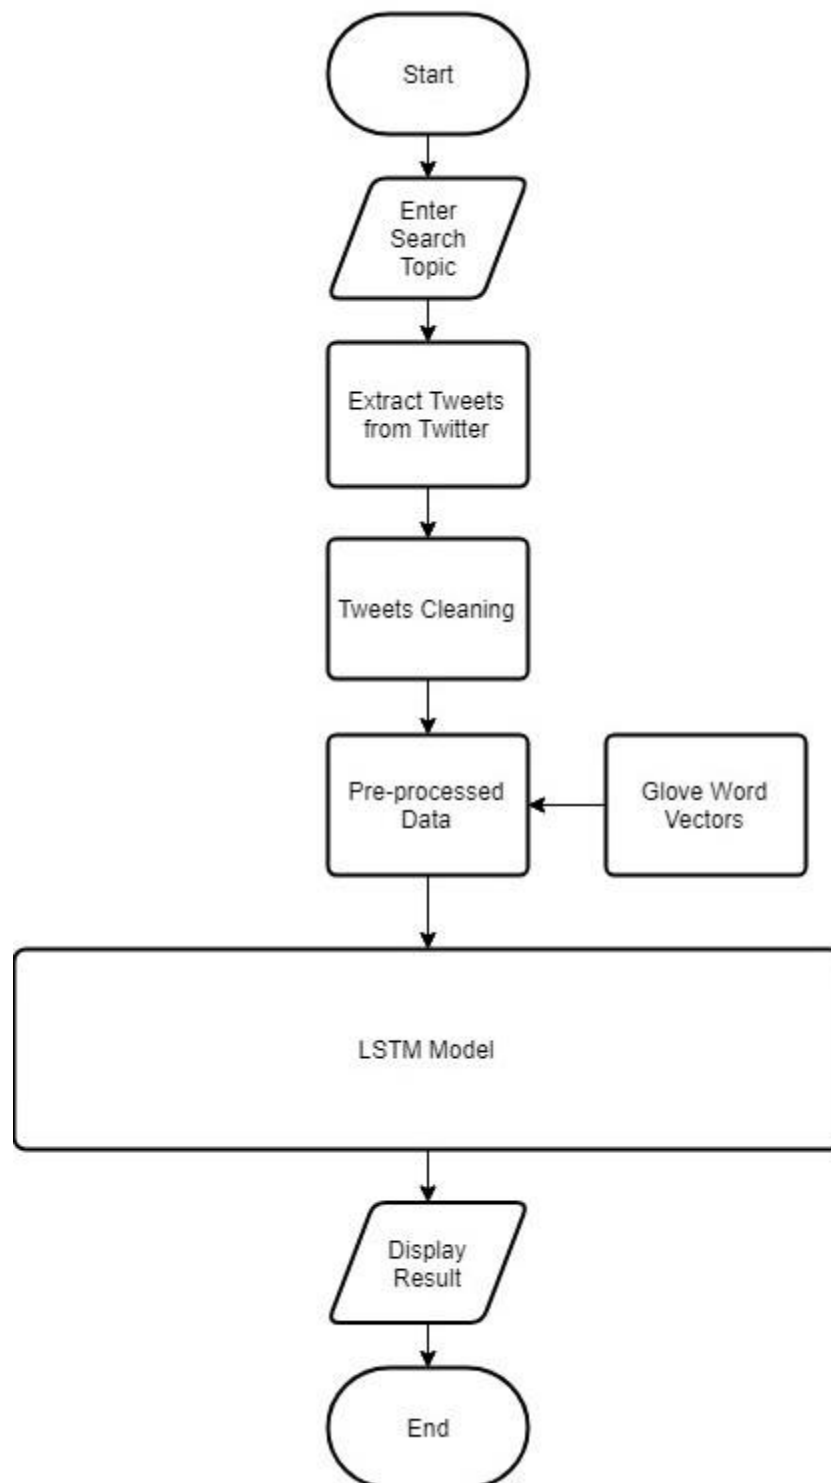 Start
Enter
Search
Topic
Extract Tweets
from Twitter
Tweets Cleaning
Pre-processed
Data
Glove Word
Vectors
LSTM Model
Display
Result
End